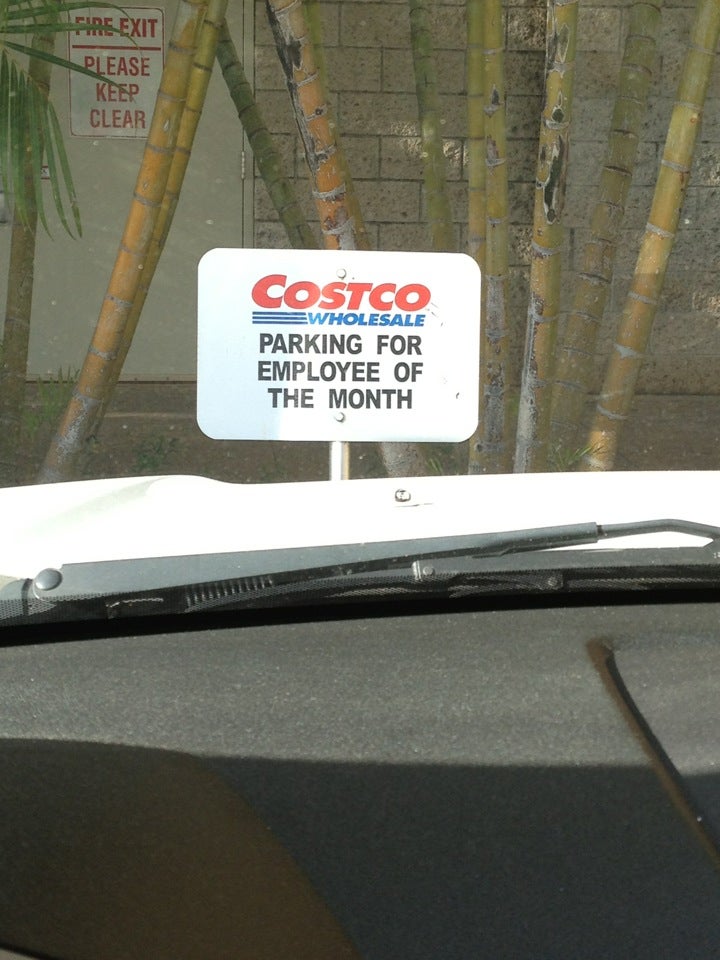 FIRE EXIT
PLEASE
KEEP
CLEAR
COSTCO
WHOLESALE
PARKING FOR
EMPLOYEE OF
THE MONTH